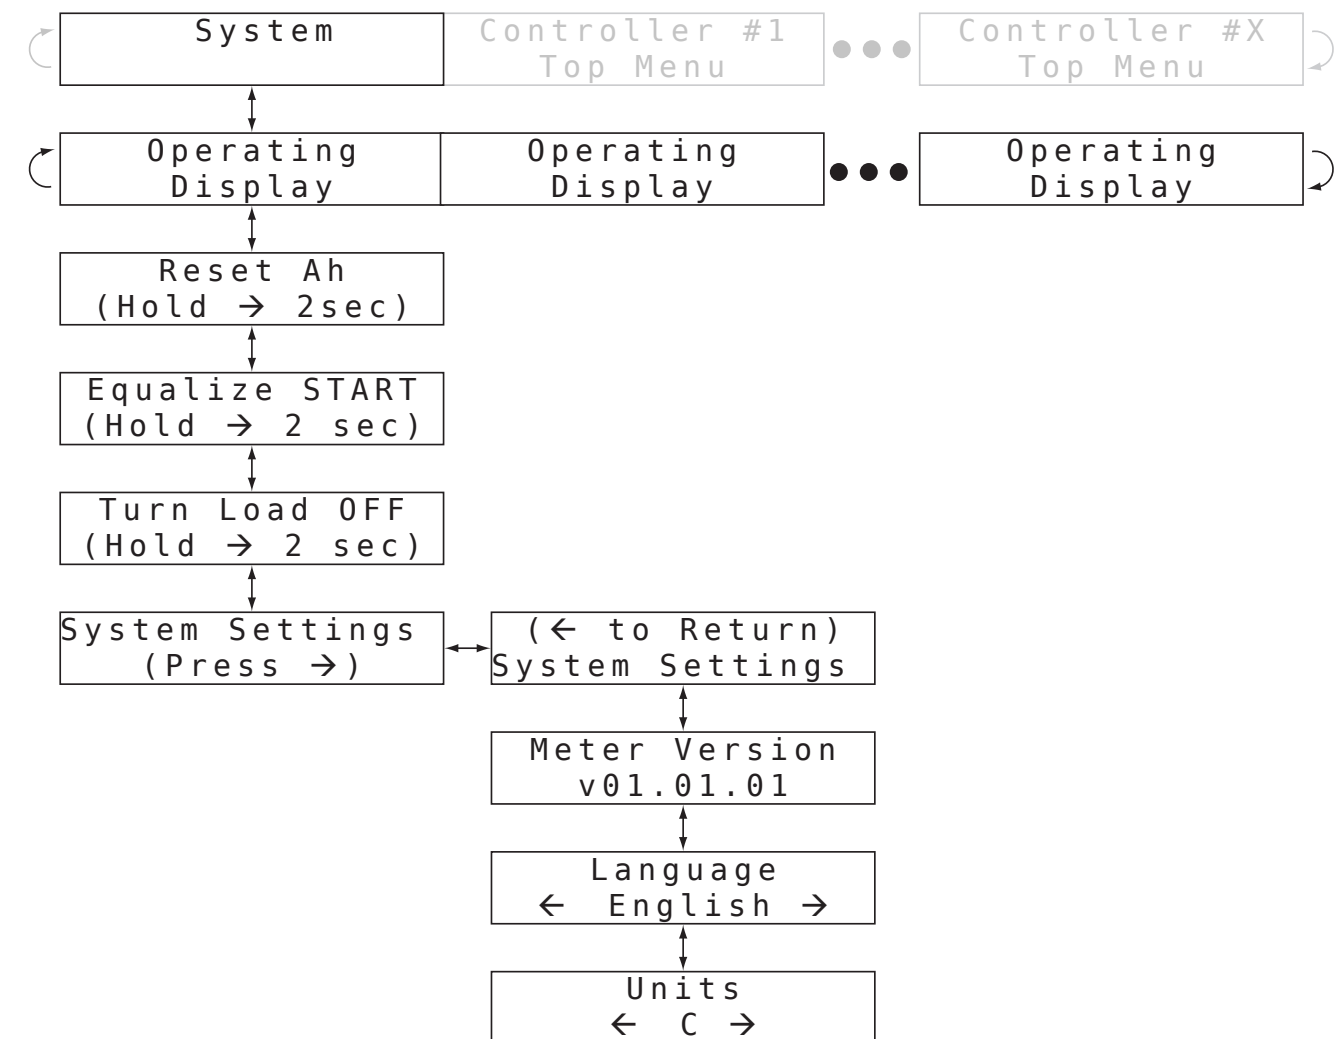 System
Controller #1
Top Menu
Controller #X
Top Menu
Operating
Display
Operating
Display
Operating
Display
Reset Ah
(Hold → 2sec)
Equalize START
(Hold → 2 sec)
Turn Load OFF
(Hold → 2 sec)
System Settings
(Press →)
(← to Return)
System Settings
Meter Version
v01.01.01
Language
← English →
Units
← C →